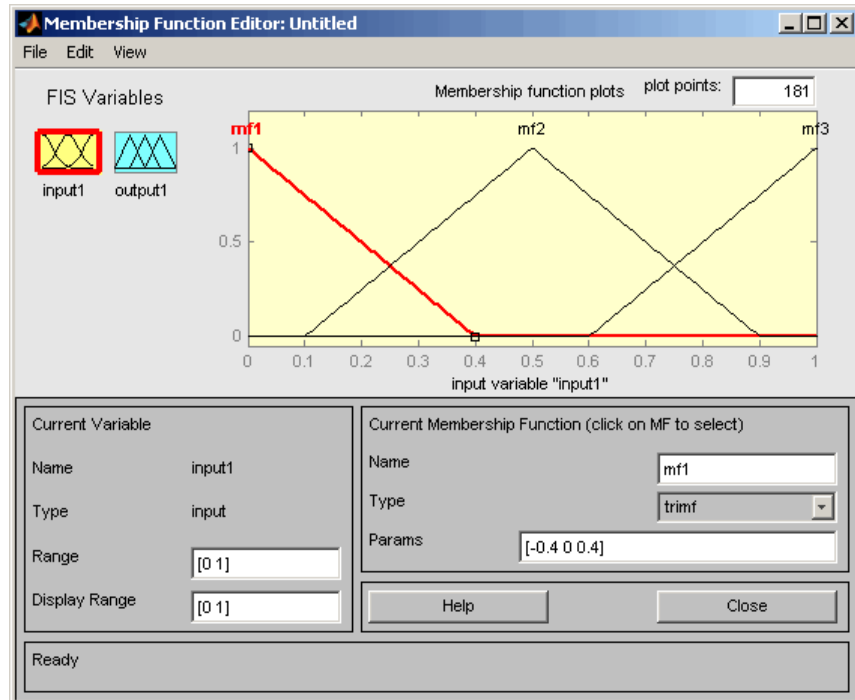 Membership Function Editor: Untitled
File Edit View
FIS Variables
input1 output1
Membership function plots plot points: 181
mf1 mf2 mf3
1
0.5
0
0 0.1 0.2 0.3 0.4 0.5 0.6 0.7 0.8 0.9 1
input variable "input1"
Current Variable
Name input1
Type input
Range [0 1]
Display Range [0 1]
Current Membership Function (click on MF to select)
Name mf1
Type trimf
Params [-0.4 0 0.4]
Help Close
Ready